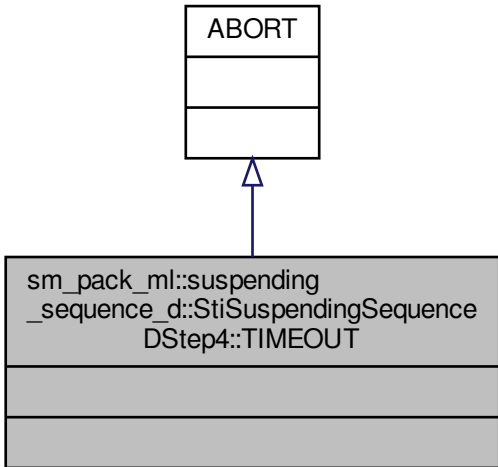 ABORT
sm_pack_ml::suspending
_sequence_d::StiSuspendingSequence
DStep4::TIMEOUT